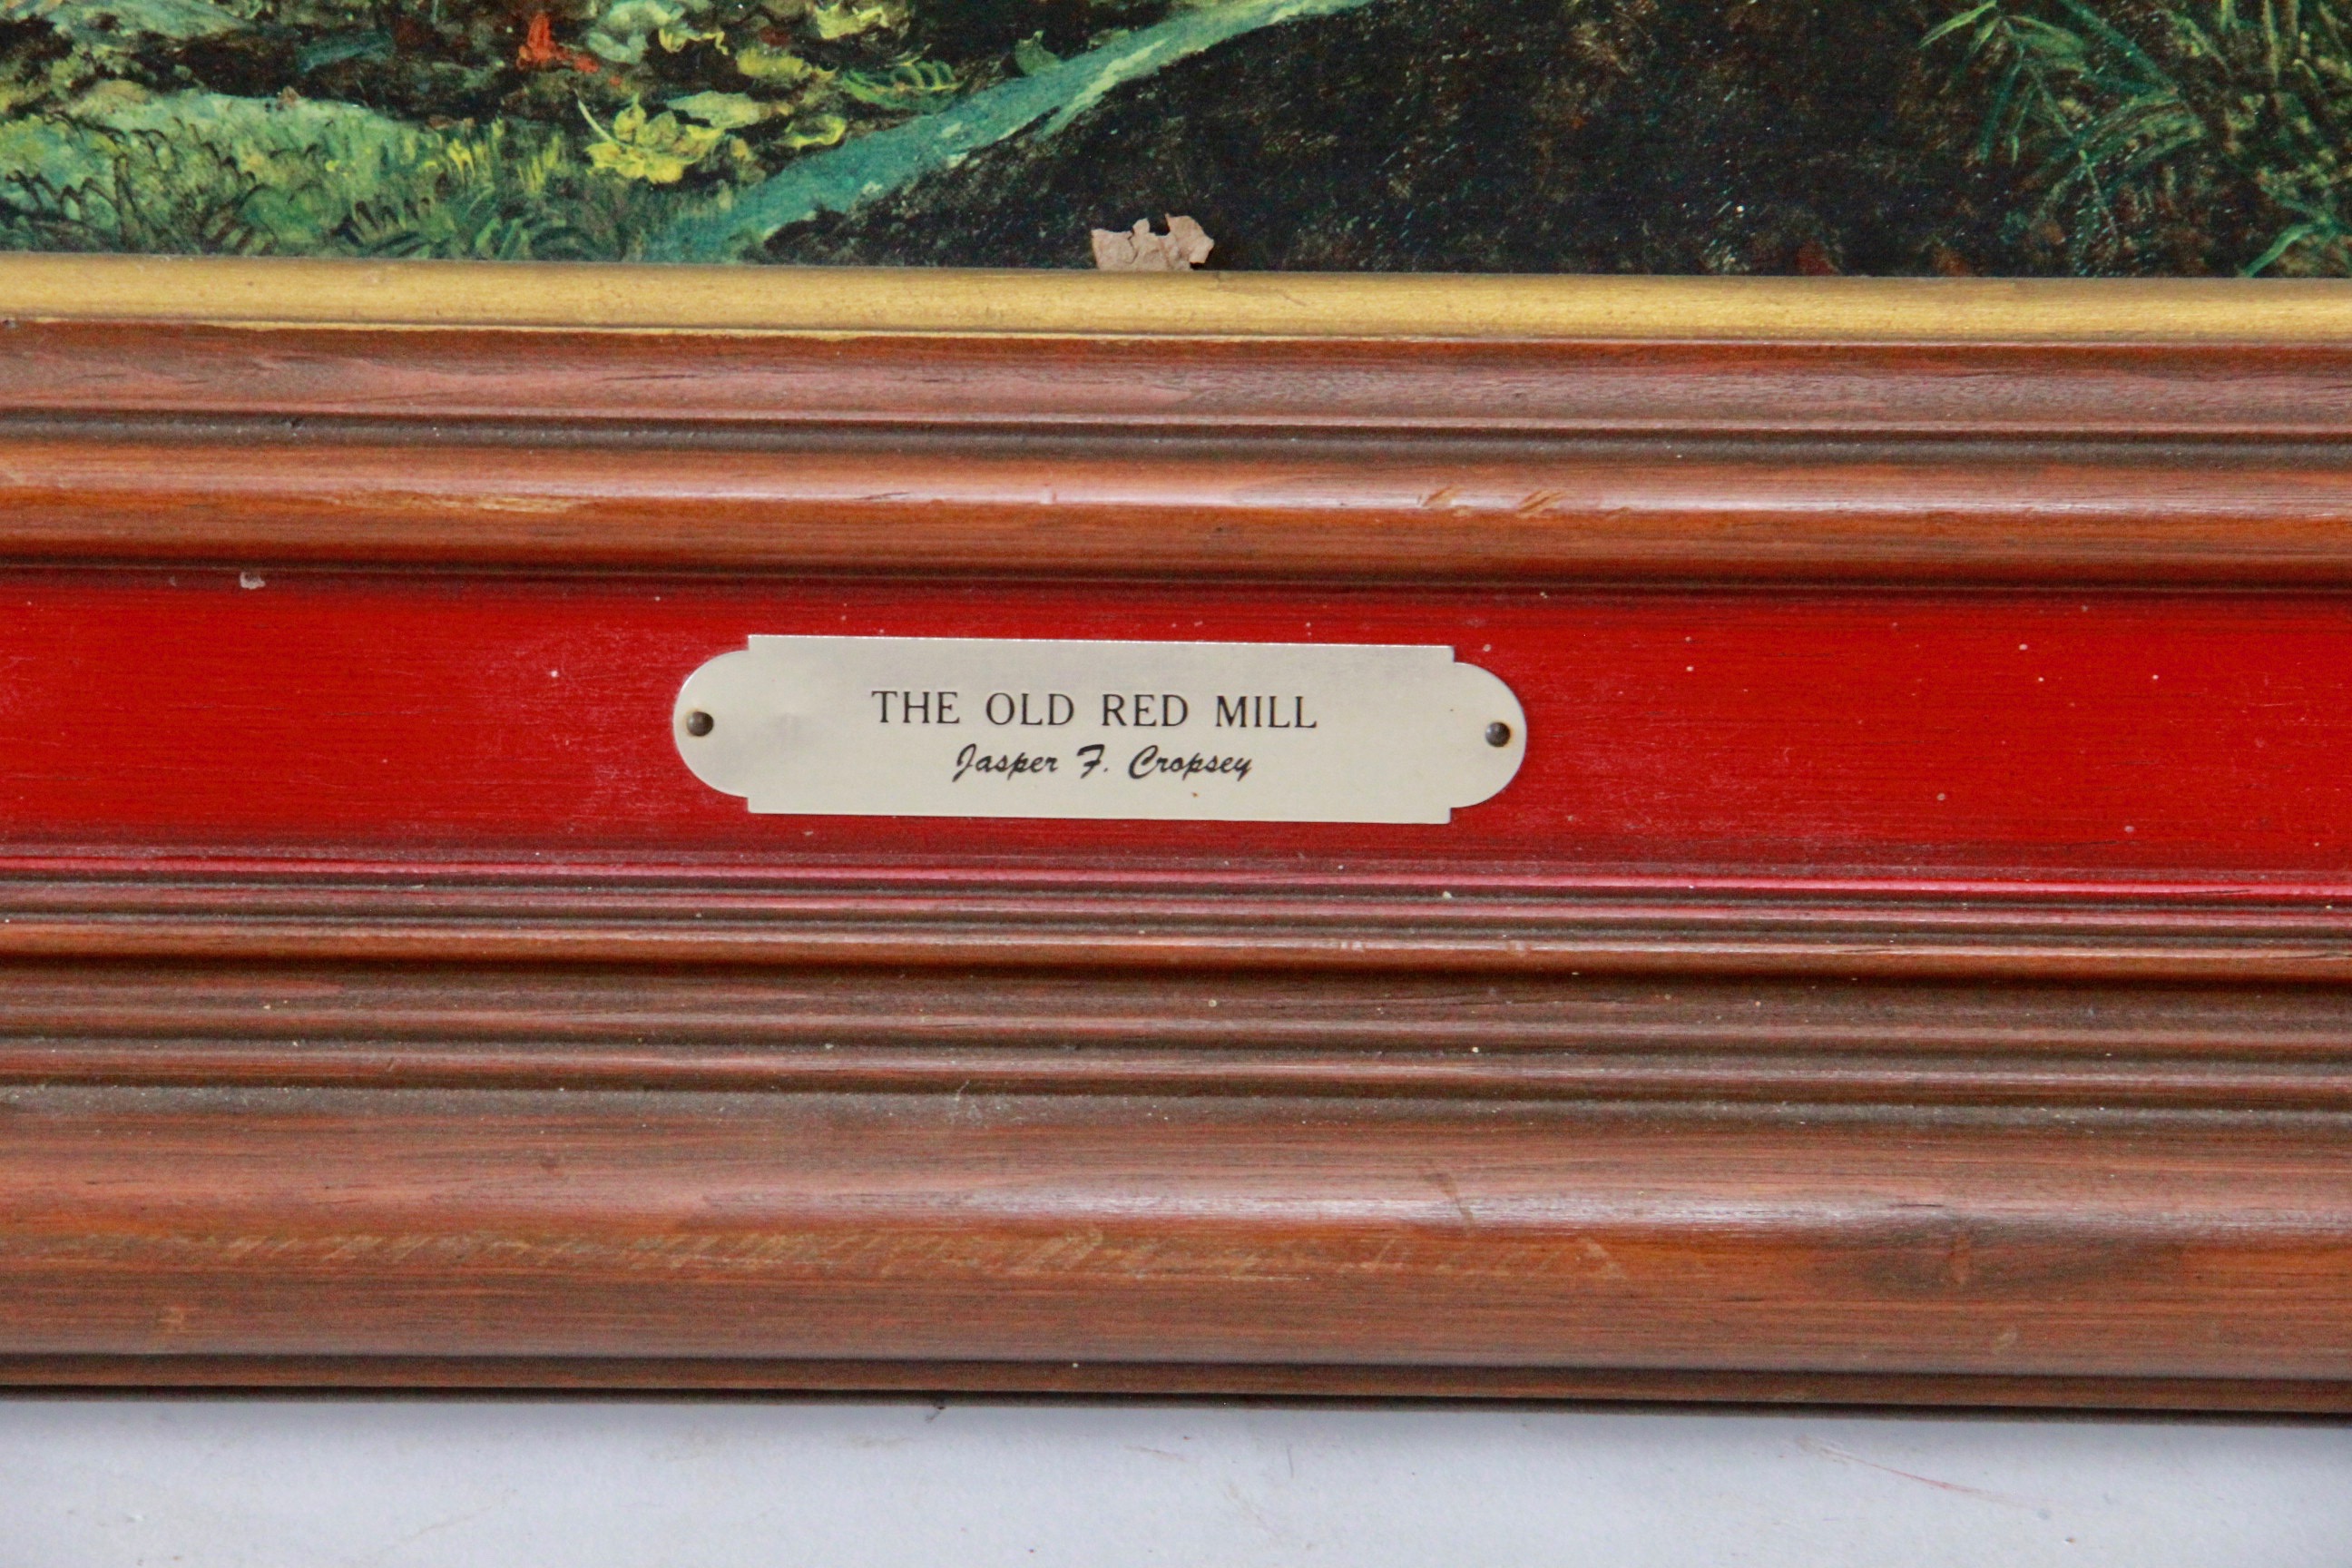 THE OLD RED MILL
Jasper F. Cropsey